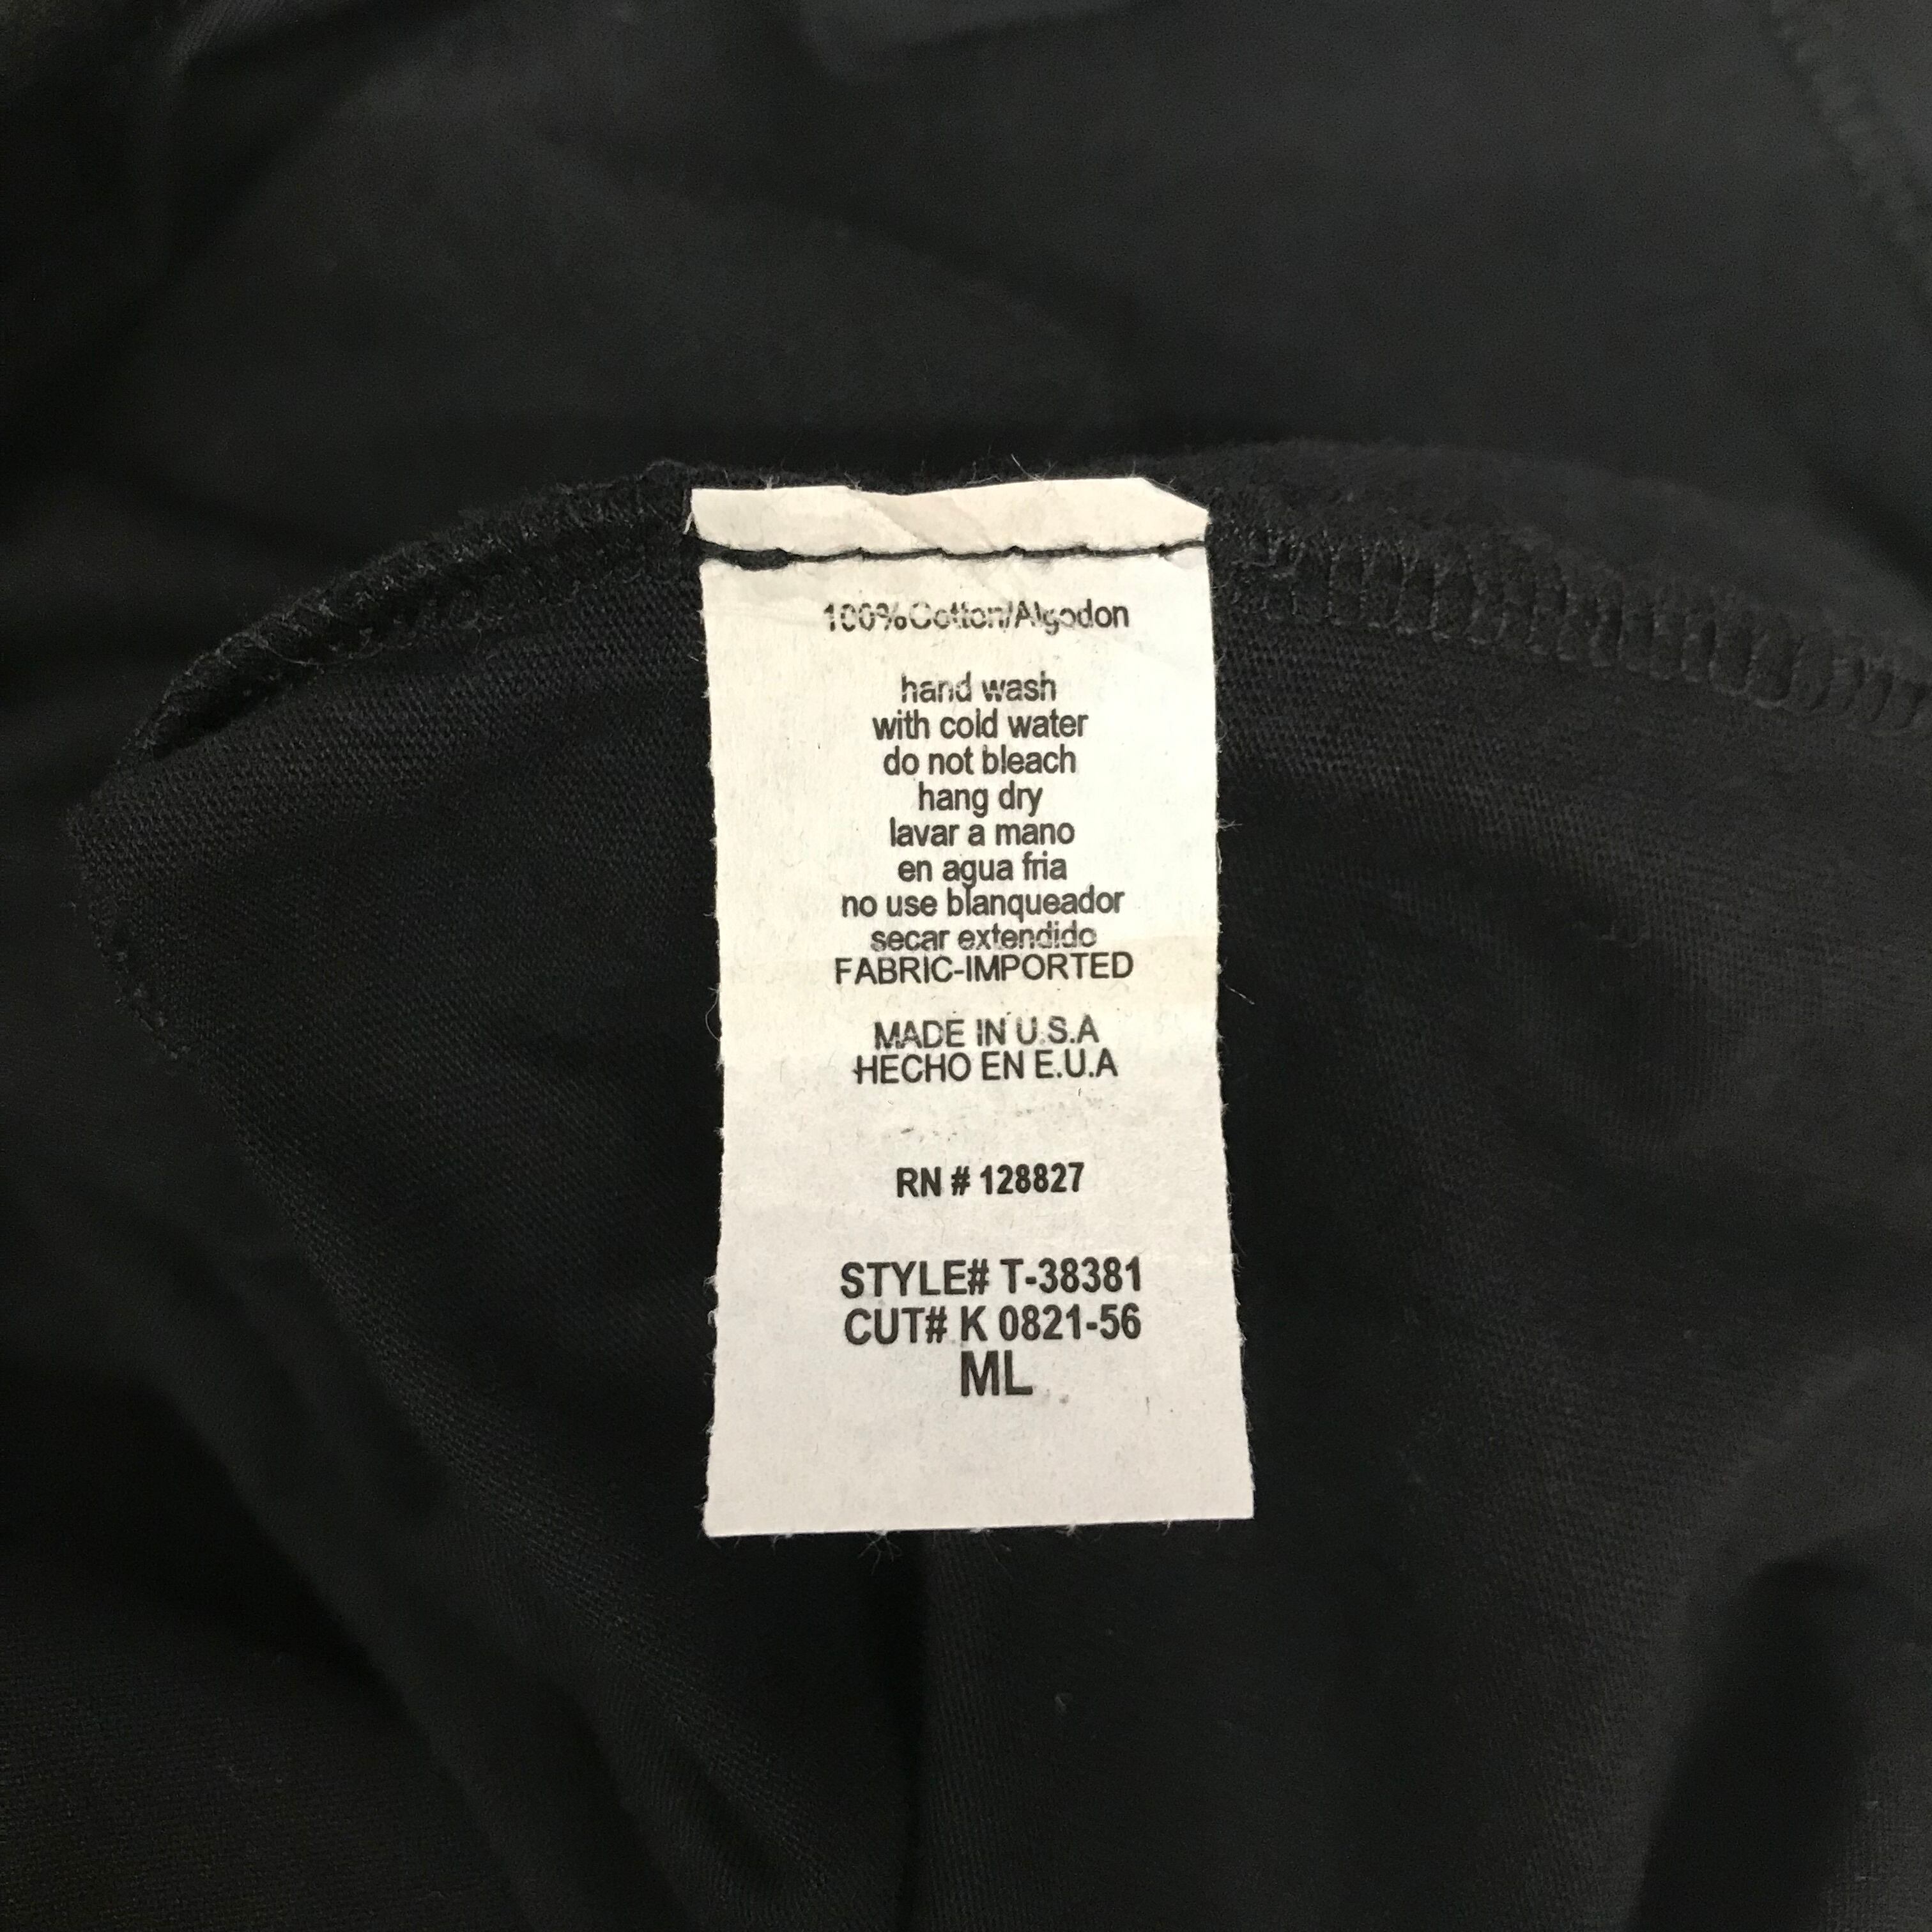 100%Cotton/Algodon
hand wash
with cold water
do not bleach
hang dry
lavar a mano
en agua fria
no use blanqueador
secar extendido
FABRIC-IMPORTED
MADE IN U.S.A
HECHO EN E.U.A
RN # 128827
STYLE# T-38381
CUT# K 0821-56
ML